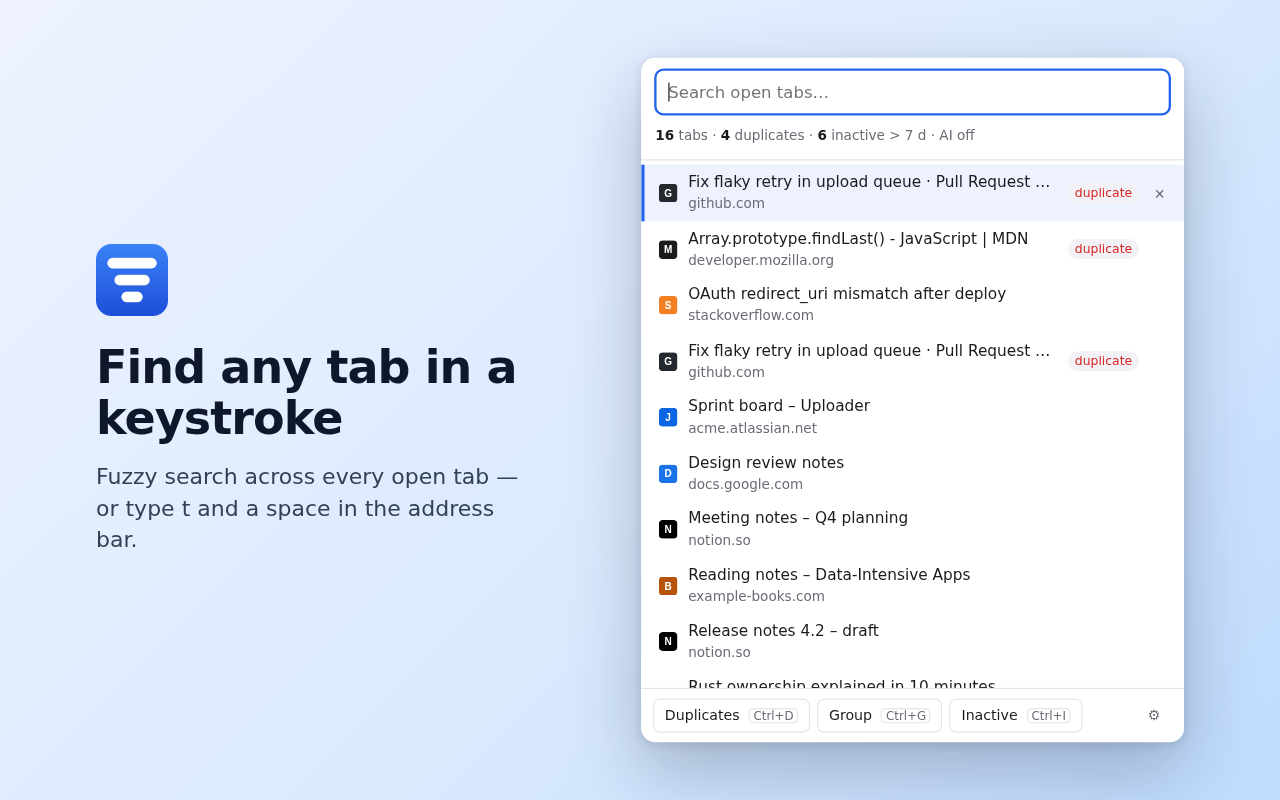 Find any tab in a
keystroke
Fuzzy search across every open tab —
or type t and a space in the address
bar.
Search open tabs…
16 tabs · 4 duplicates · 6 inactive > 7 d · AI off
G
Fix flaky retry in upload queue · Pull Request …
github.com
duplicate
×
M
Array.prototype.findLast() - JavaScript | MDN
developer.mozilla.org
duplicate
S
OAuth redirect_uri mismatch after deploy
stackoverflow.com
G
Fix flaky retry in upload queue · Pull Request …
github.com
duplicate
J
Sprint board – Uploader
acme.atlassian.net
D
Design review notes
docs.google.com
N
Meeting notes – Q4 planning
notion.so
B
Reading notes – Data-Intensive Apps
example-books.com
N
Release notes 4.2 – draft
notion.so
Rust ownership explained in 10 minutes
Duplicates Ctrl+D Group Ctrl+G Inactive Ctrl+I